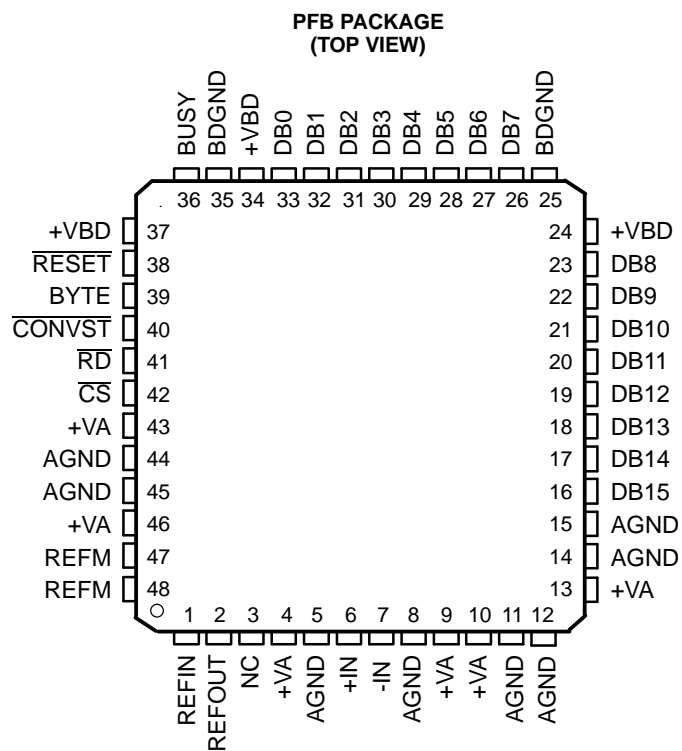 PFB PACKAGE
(TOP VIEW)
BUSY BDGND +VBD DB0 DB1 DB2 DB3 DB4 DB5 DB6 DB7 BDGND
36 35 34 33 32 31 30 29 28 27 26 25
+VBD 37 24 +VBD
RESET 38 23 DB8
BYTE 39 22 DB9
CONVST 40 21 DB10
RD 41 20 DB11
CS 42 19 DB12
+VA 43 18 DB13
AGND 44 17 DB14
AGND 45 16 DB15
+VA 46 15 AGND
REFM 47 14 AGND
REFM 48 13 +VA
1 2 3 4 5 6 7 8 9 10 11 12
REFIN REFOUT NC +VA AGND +IN -IN AGND +VA +VA AGND AGND